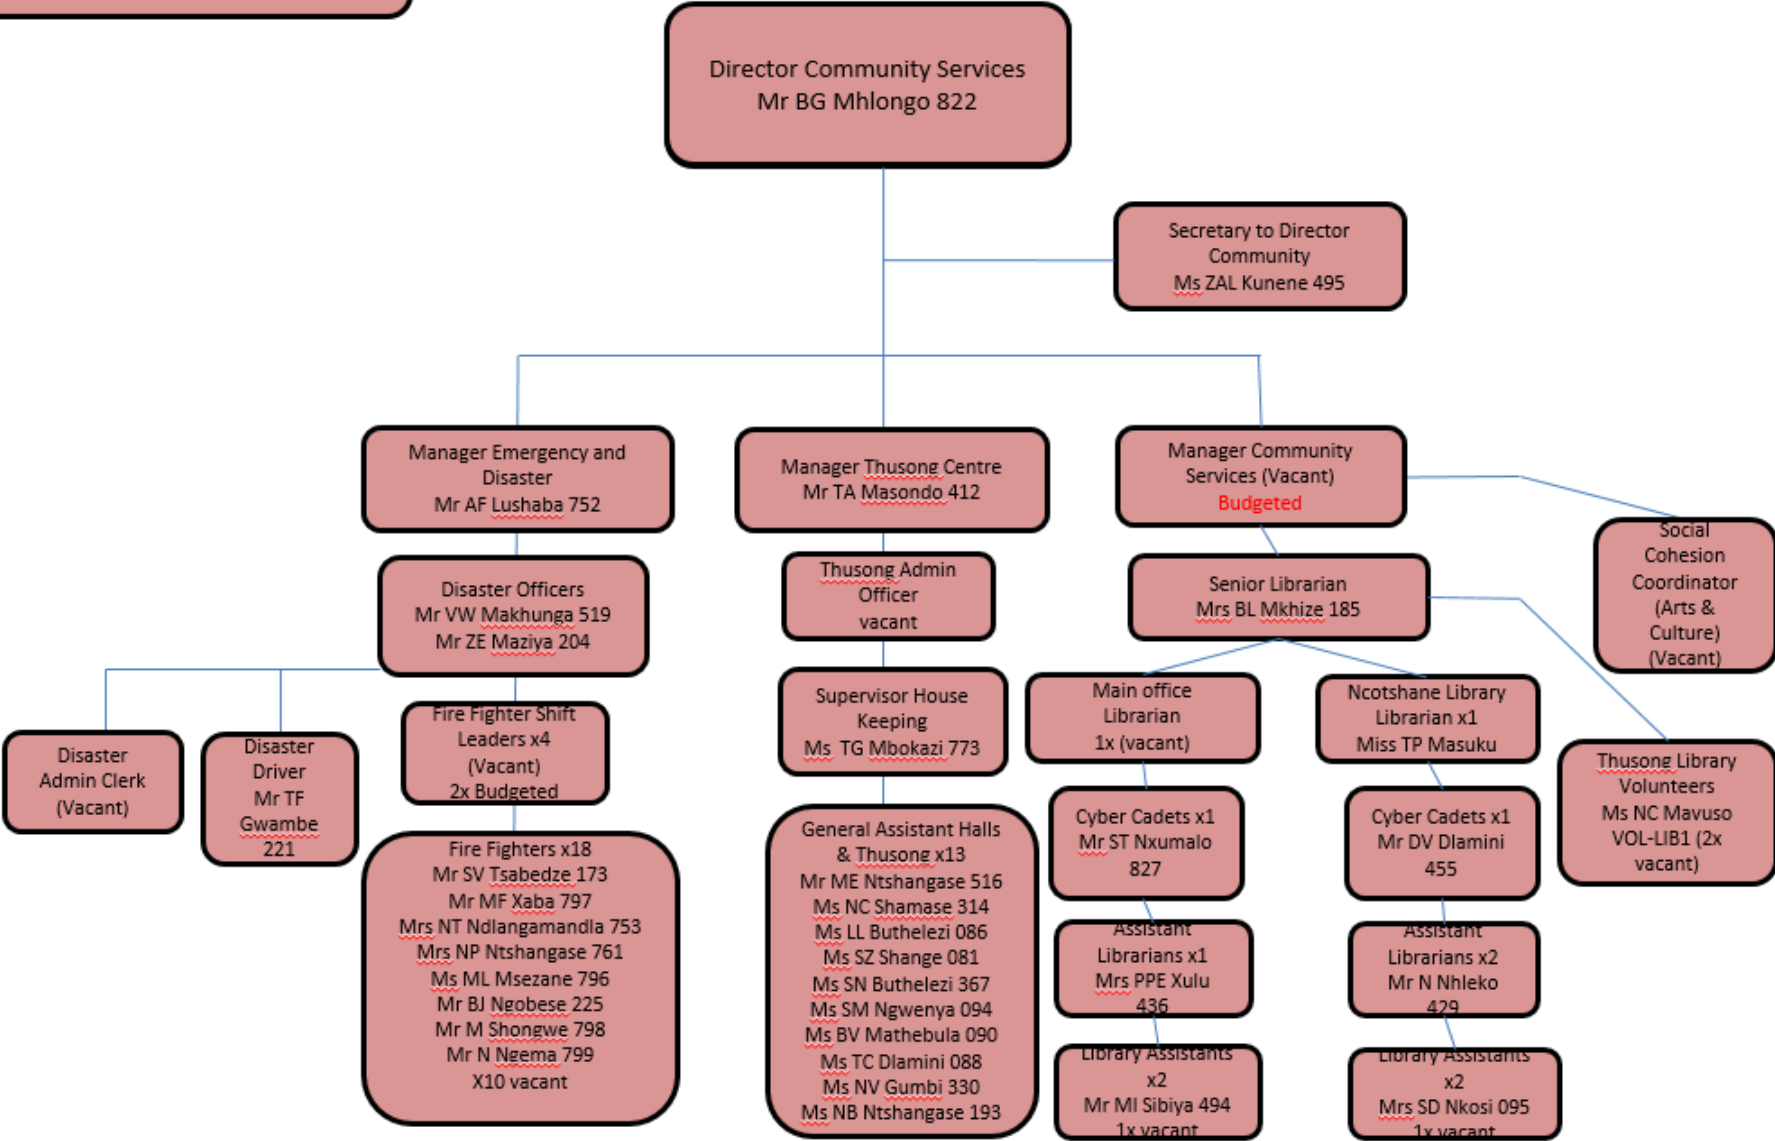 Director Community Services
Mr BG Mhlongo 822
Secretary to Director
Community
Ms ZAL Kunene 495
Manager Emergency and
Disaster
Mr AF Lushaba 752
Manager Thusong Centre
Mr TA Masondo 412
Manager Community
Services (Vacant)
Budgeted
Social
Cohesion
Coordinator
(Arts &
Culture)
(Vacant)
Disaster Officers
Mr VW Makhunga 519
Mr ZE Maziya 204
Thusong Admin
Officer
vacant
Senior Librarian
Mrs BL Mkhize 185
Disaster
Admin Clerk
(Vacant)
Disaster
Driver
Mr TF
Gwambe
221
Fire Fighter Shift
Leaders x4
(Vacant)
2x Budgeted
Supervisor House
Keeping
Ms TG Mbokazi 773
Main office
Librarian
1x (vacant)
Ncotshane Library
Librarian x1
Miss TP Masuku
Thusong Library
Volunteers
Ms NC Mavuso
VOL-LIB1 (2x
vacant)
Fire Fighters x18
Mr SV Tsabedze 173
Mr MF Xaba 797
Mrs NT Ndlangamandla 753
Mrs NP Ntshangase 761
Ms ML Msezane 796
Mr BJ Ngobese 225
Mr M Shongwe 798
Mr N Ngema 799
X10 vacant
General Assistant Halls
& Thusong x13
Mr ME Ntshangase 516
Ms NC Shamase 314
Ms LL Buthelezi 086
Ms SZ Shange 081
Ms SN Buthelezi 367
Ms SM Ngwenya 094
Ms BV Mathebula 090
Ms TC Dlamini 088
Ms NV Gumbi 330
Ms NB Ntshangase 193
Cyber Cadets x1
Mr ST Nxumalo
827
Cyber Cadets x1
Mr DV Dlamini
455
Assistant
Librarians x1
Mrs PPE Xulu
436
Assistant
Librarians x2
Mr N Nhleko
429
Library Assistants
x2
Mr MI Sibiya 494
1x vacant
Library Assistants
x2
Mrs SD Nkosi 095
1x vacant